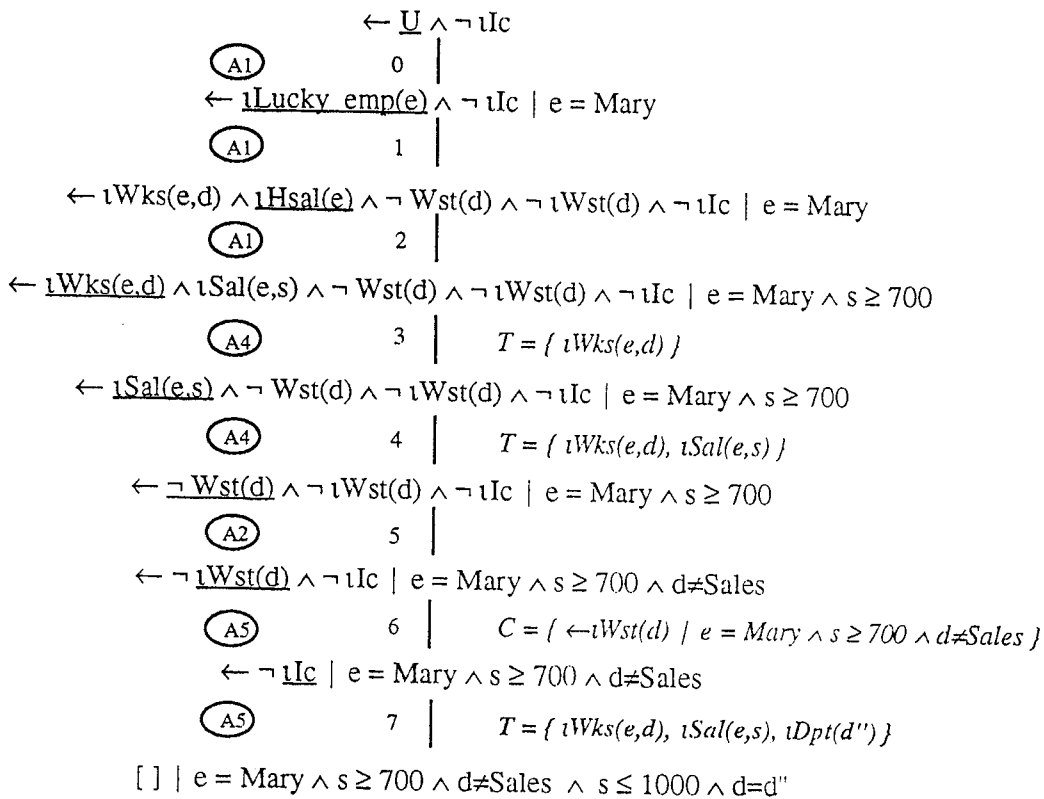 ← U ∧ ¬ ιIc
A1 0
← ιLucky_emp(e) ∧ ¬ ιIc | e = Mary
A1 1
← ιWks(e,d) ∧ ιHsal(e) ∧ ¬ Wst(d) ∧ ¬ ιWst(d) ∧ ¬ ιIc | e = Mary
A1 2
← ιWks(e,d) ∧ ιSal(e,s) ∧ ¬ Wst(d) ∧ ¬ ιWst(d) ∧ ¬ ιIc | e = Mary ∧ s ≥ 700
A4 3 T = { ιWks(e,d) }
← ιSal(e,s) ∧ ¬ Wst(d) ∧ ¬ ιWst(d) ∧ ¬ ιIc | e = Mary ∧ s ≥ 700
A4 4 T = { ιWks(e,d), ιSal(e,s) }
← ¬ Wst(d) ∧ ¬ ιWst(d) ∧ ¬ ιIc | e = Mary ∧ s ≥ 700
A2 5
← ¬ ιWst(d) ∧ ¬ ιIc | e = Mary ∧ s ≥ 700 ∧ d≠Sales
A5 6 C = { ←ιWst(d) | e = Mary ∧ s ≥ 700 ∧ d≠Sales }
← ¬ ιIc | e = Mary ∧ s ≥ 700 ∧ d≠Sales
A5 7 T = { ιWks(e,d), ιSal(e,s), ιDpt(d'') }
[ ] | e = Mary ∧ s ≥ 700 ∧ d≠Sales ∧ s ≤ 1000 ∧ d=d''